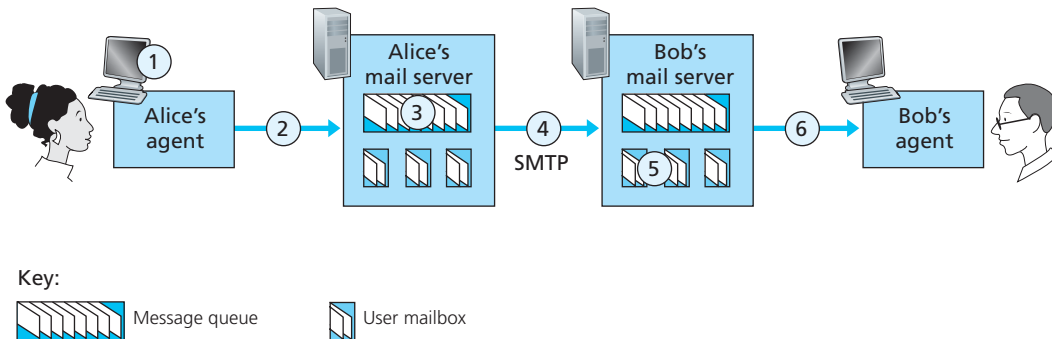 1
Alice's
agent
2
Alice's
mail server
3
4
SMTP
Bob's
mail server
5
6
Bob's
agent
Key:
Message queue
User mailbox